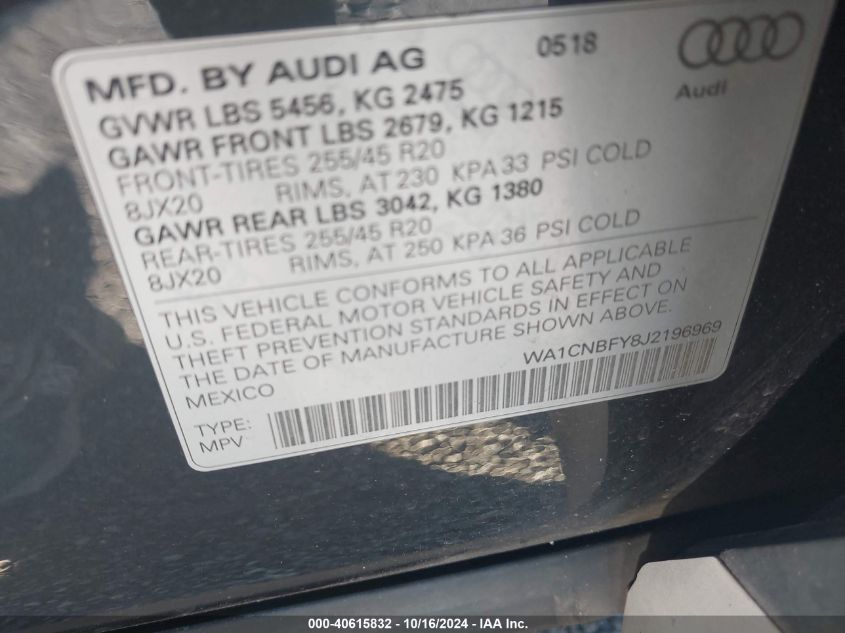 MFD. BY AUDI AG 0518
Audi
GVWR LBS 5456, KG 2475
GAWR FRONT LBS 2679, KG 1215
FRONT-TIRES 255/45 R20
8JX20 RIMS, AT 230 KPA 33 PSI COLD
GAWR REAR LBS 3042, KG 1380
REAR-TIRES 255/45 R20
8JX20 RIMS, AT 250 KPA 36 PSI COLD
THIS VEHICLE CONFORMS TO ALL APPLICABLE
U.S. FEDERAL MOTOR VEHICLE SAFETY AND
THEFT PREVENTION STANDARDS IN EFFECT ON
THE DATE OF MANUFACTURE SHOWN ABOVE.
MEXICO WA1CNBFY8J2196969
TYPE:
MPV
000-40615832 - 10/16/2024 - IAA Inc.